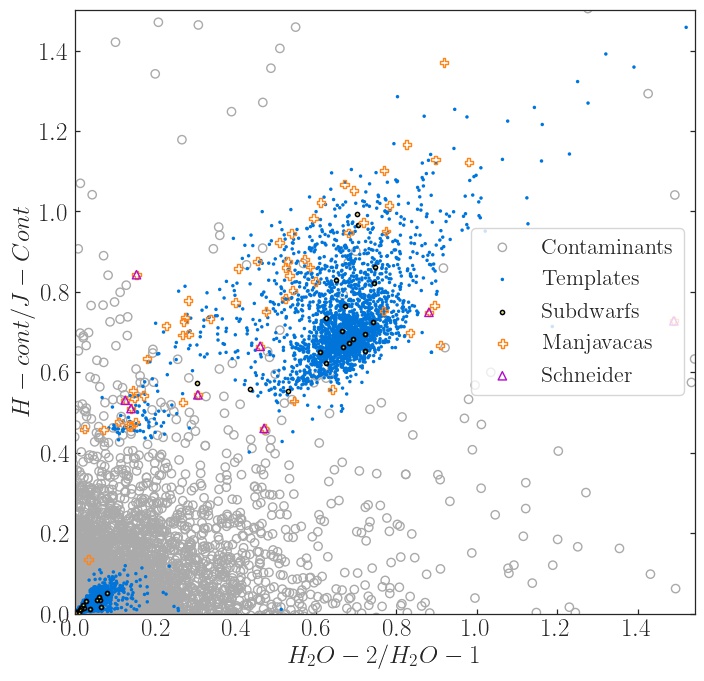 1.4
1.2
1.0
0.8
0.6
0.4
0.2
0.0
H − cont/J − Cont
Contaminants
Templates
Subdwarfs
Manjavacas
Schneider
0.0 0.2 0.4 0.6 0.8 1.0 1.2 1.4
H₂O − 2/H₂O − 1